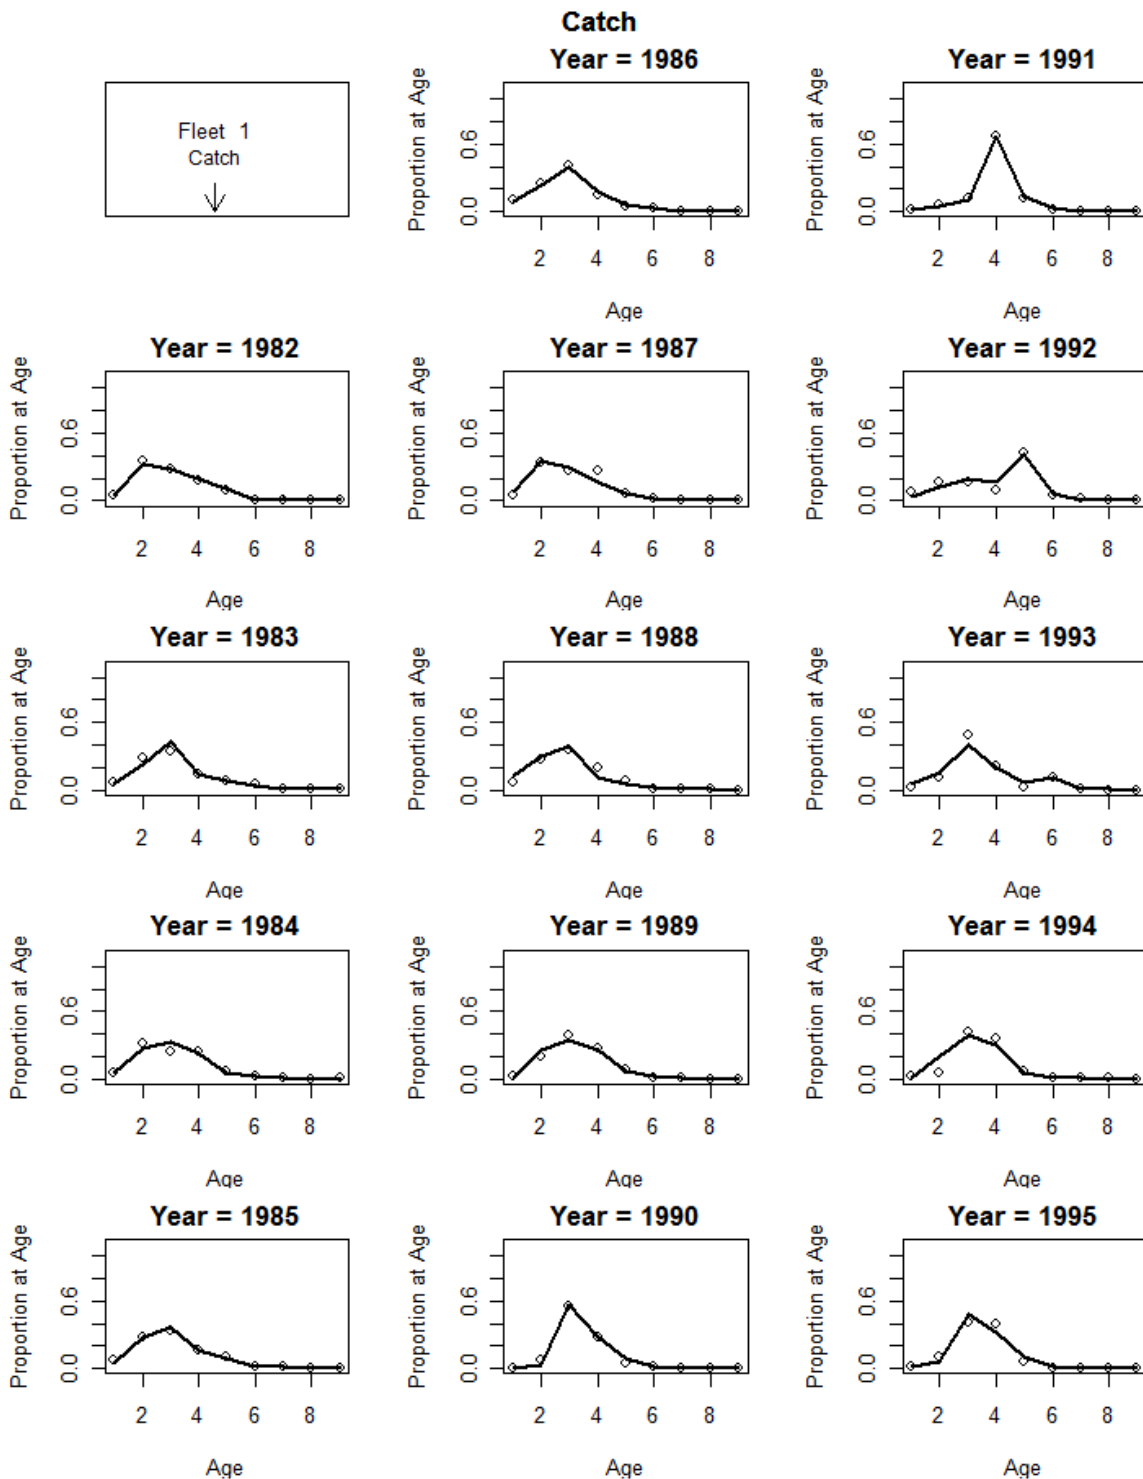 Catch
Fleet 1
Catch
Year = 1986
Proportion at Age
0.0 0.6
2 4 6 8
Age
Year = 1991
Proportion at Age
0.0 0.6
2 4 6 8
Age
Year = 1982
Proportion at Age
0.0 0.6
2 4 6 8
Age
Year = 1987
Proportion at Age
0.0 0.6
2 4 6 8
Age
Year = 1992
Proportion at Age
0.0 0.6
2 4 6 8
Age
Year = 1983
Proportion at Age
0.0 0.6
2 4 6 8
Age
Year = 1988
Proportion at Age
0.0 0.6
2 4 6 8
Age
Year = 1993
Proportion at Age
0.0 0.6
2 4 6 8
Age
Year = 1984
Proportion at Age
0.0 0.6
2 4 6 8
Age
Year = 1989
Proportion at Age
0.0 0.6
2 4 6 8
Age
Year = 1994
Proportion at Age
0.0 0.6
2 4 6 8
Age
Year = 1985
Proportion at Age
0.0 0.6
2 4 6 8
Age
Year = 1990
Proportion at Age
0.0 0.6
2 4 6 8
Age
Year = 1995
Proportion at Age
0.0 0.6
2 4 6 8
Age